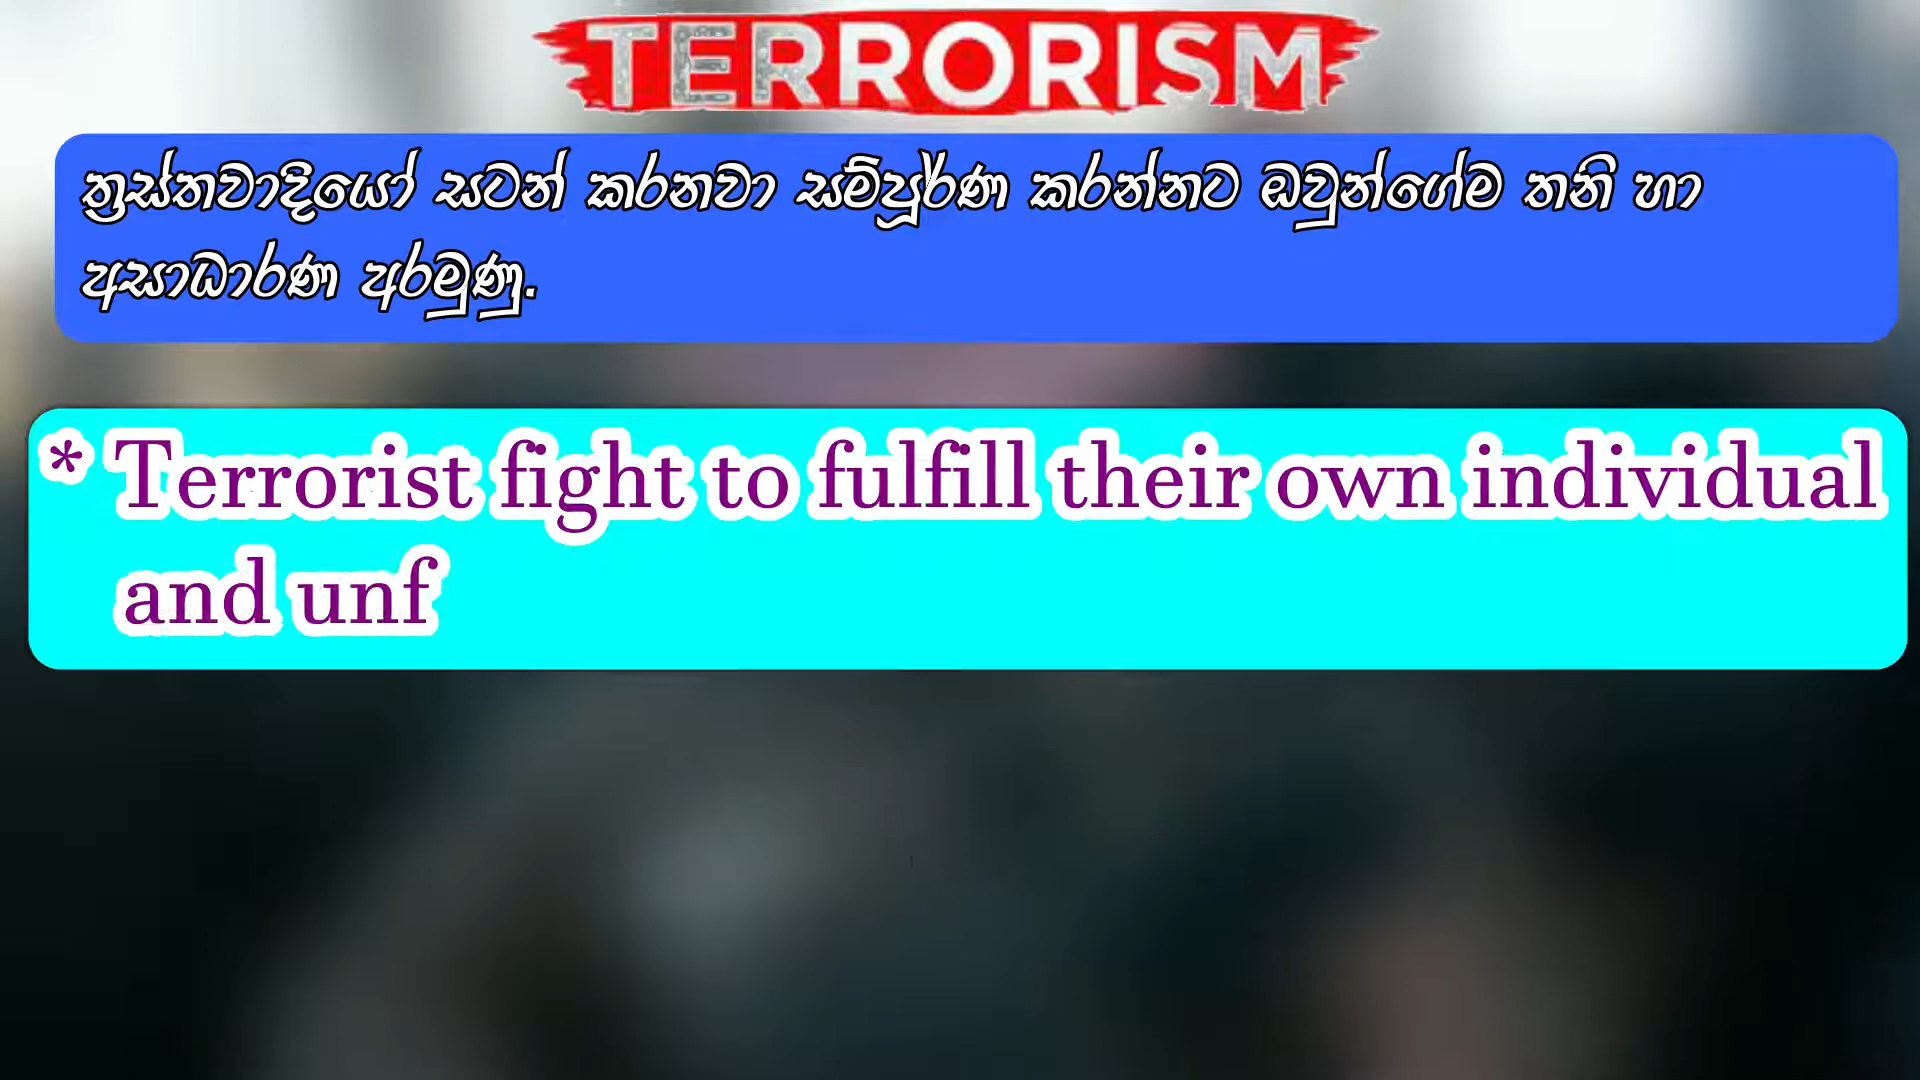 TERRORISM
ත්‍රස්තවාදියෝ සටන් කරනවා සම්පූර්ණ කරන්නට ඔවුන්ගේම තනි හා
අසාධාරණ අරමුණු.
* Terrorist fight to fulfill their own individual
and unf